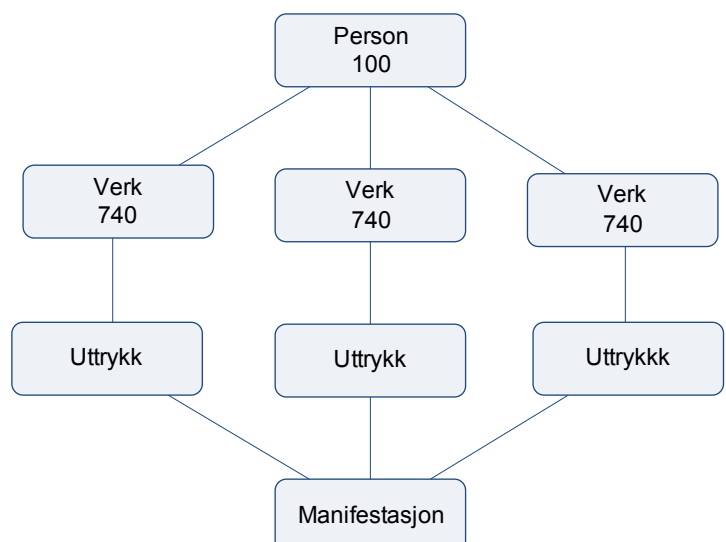 Person
100
Verk
740
Verk
740
Verk
740
Uttrykk
Uttrykk
Uttrykkk
Manifestasjon